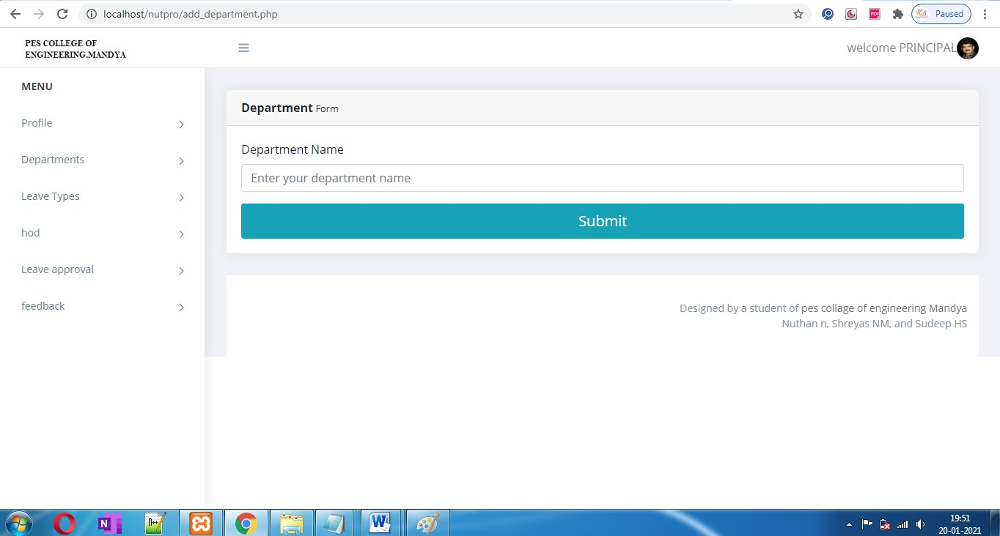 localhost/nutpro/add_department.php
PDF
Paused
PES COLLEGE OF
ENGINEERING,MANDYA
welcome PRINCIPAL
MENU
Profile
Departments
Leave Types
hod
Leave approval
feedback
Department Form
Department Name
Enter your department name
Submit
Designed by a student of pes collage of engineering Mandya
Nuthan n, Shreyas NM, and Sudeep HS
N
W
19:51
20-01-2021